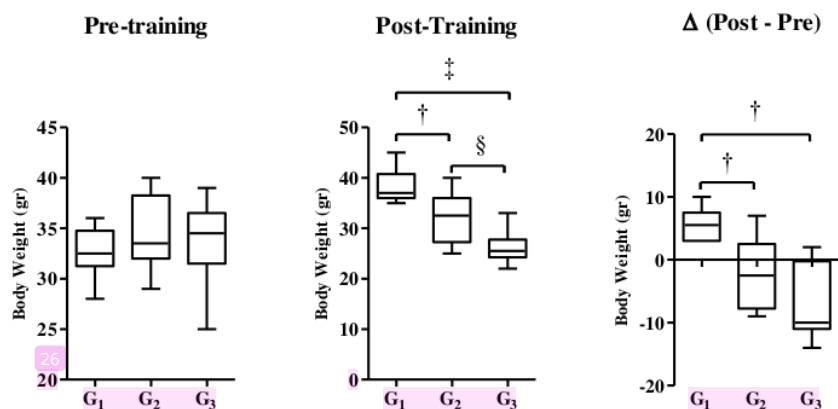 Pre-training
Body Weight (gr)
45
40
35
30
25
20
26
G1 G2 G3
Post-Training
‡
†
§
Body Weight (gr)
50
40
30
20
10
0
G1 G2 G3
Δ (Post - Pre)
†
†
Body Weight (gr)
20
10
0
-10
-20
G1 G2 G3